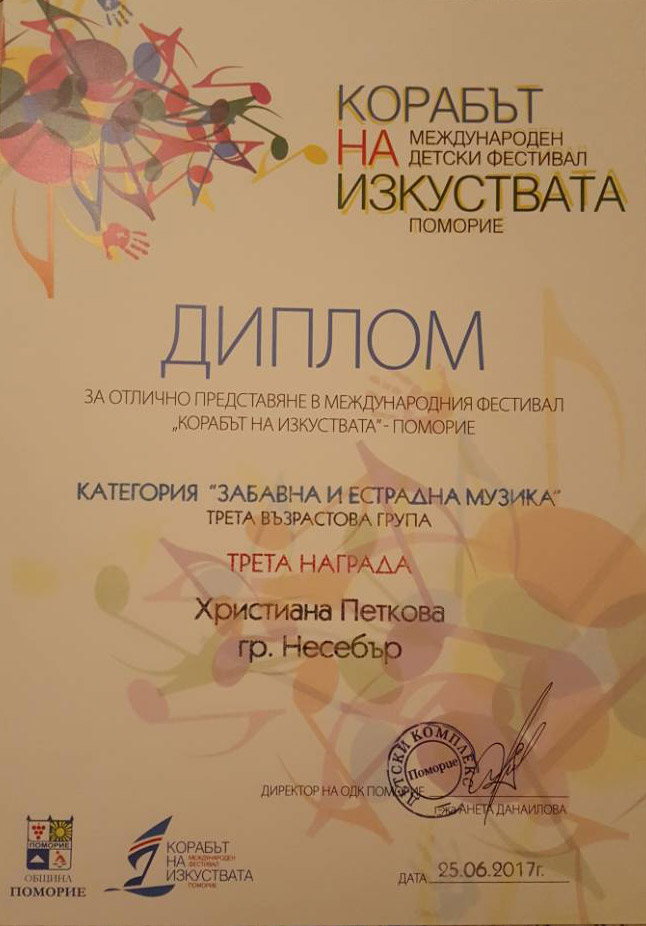 КОРАБЪТ
НА МЕЖДУНАРОДЕН
ДЕТСКИ ФЕСТИВАЛ
ИЗКУСТВАТА
ПОМОРИЕ
ДИПЛОМ
ЗА ОТЛИЧНО ПРЕДСТАВЯНЕ В МЕЖДУНАРОДНИЯ ФЕСТИВАЛ
„КОРАБЪТ НА ИЗКУСТВАТА" - ПОМОРИЕ
КАТЕГОРИЯ "ЗАБАВНА И ЕСТРАДНА МУЗИКА"
ТРЕТА ВЪЗРАСТОВА ГРУПА
ТРЕТА НАГРАДА
Христиана Петкова
гр. Несебър
ДЕТСКИ КОМПЛЕКС
Поморие
ДИРЕКТОР НА ОДК ПОМОРИЕ
г-жа АНЕТА ДАНАИЛОВА
ПОМОРИЕ
ОБЩИНА
ПОМОРИЕ
КОРАБЪТ
НА МЕЖДУНАРОДЕН
ФЕСТИВАЛ
ИЗКУСТВАТА
ПОМОРИЕ
ДАТА 25.06.2017г.